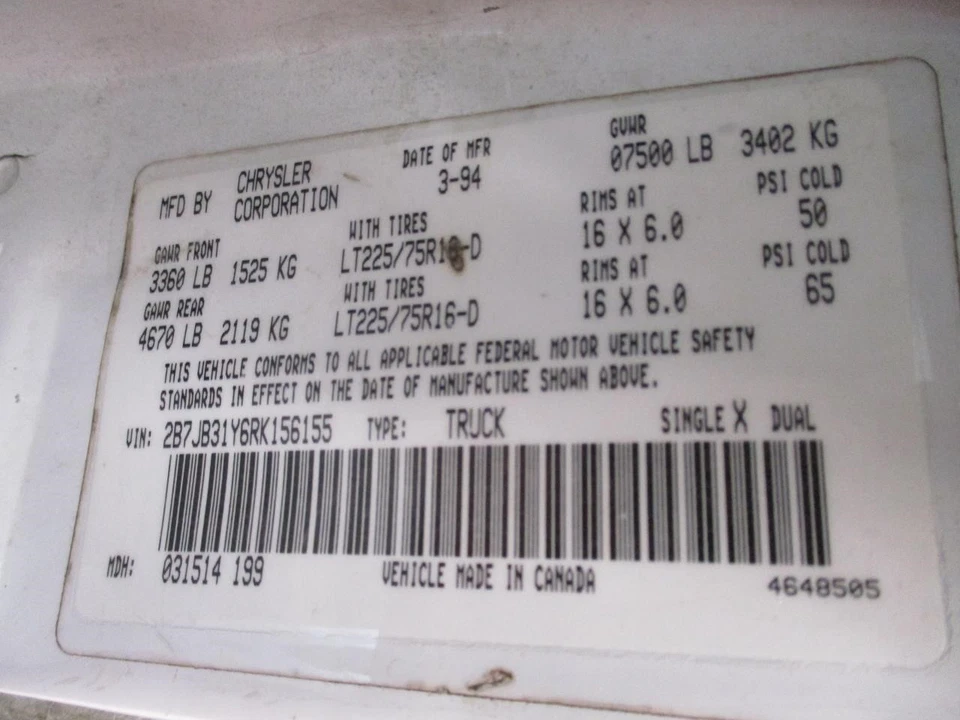 MFD BY CHRYSLER CORPORATION DATE OF MFR 3-94 GVWR 07500 LB 3402 KG
GAWR FRONT WITH TIRES RIMS AT PSI COLD
3360 LB 1525 KG LT225/75R16-D 16 X 6.0 50
GAWR REAR WITH TIRES RIMS AT PSI COLD
4670 LB 2119 KG LT225/75R16-D 16 X 6.0 65
THIS VEHICLE CONFORMS TO ALL APPLICABLE FEDERAL MOTOR VEHICLE SAFETY
STANDARDS IN EFFECT ON THE DATE OF MANUFACTURE SHOWN ABOVE.
VIN: 2B7JB31Y6RK156155 TYPE: TRUCK SINGLE X DUAL
MDH: 031514 199 VEHICLE MADE IN CANADA 4648505